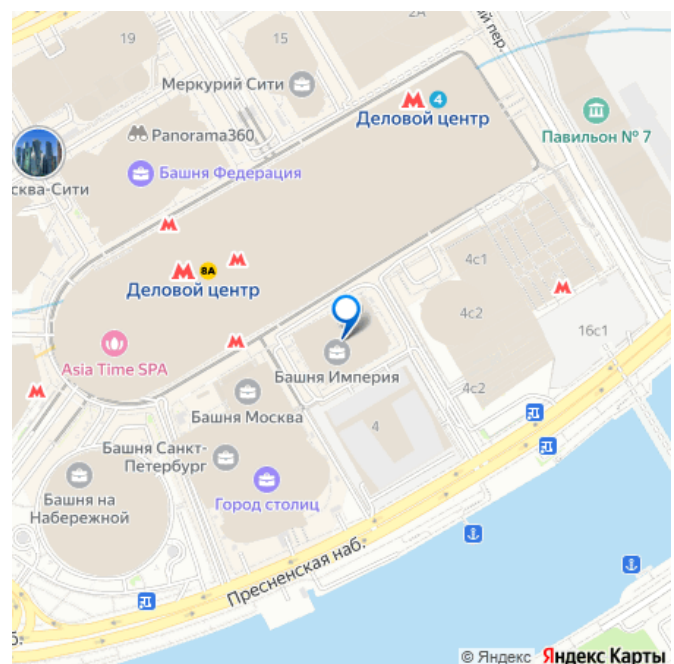 2А
19
15
ый пер.
Меркурий Сити
4
Деловой центр
Panorama360
Павильон № 7
Башня Федерация
сква-Сити
8А
Деловой центр
4с1
4с2
16с1
Asia Time SPA
Башня Империя
4с2
Башня Москва
4
Башня Санкт-
Петербург
Башня на
Набережной
Город столиц
Пресненская наб.
б.
© Яндекс Яндекс Карты